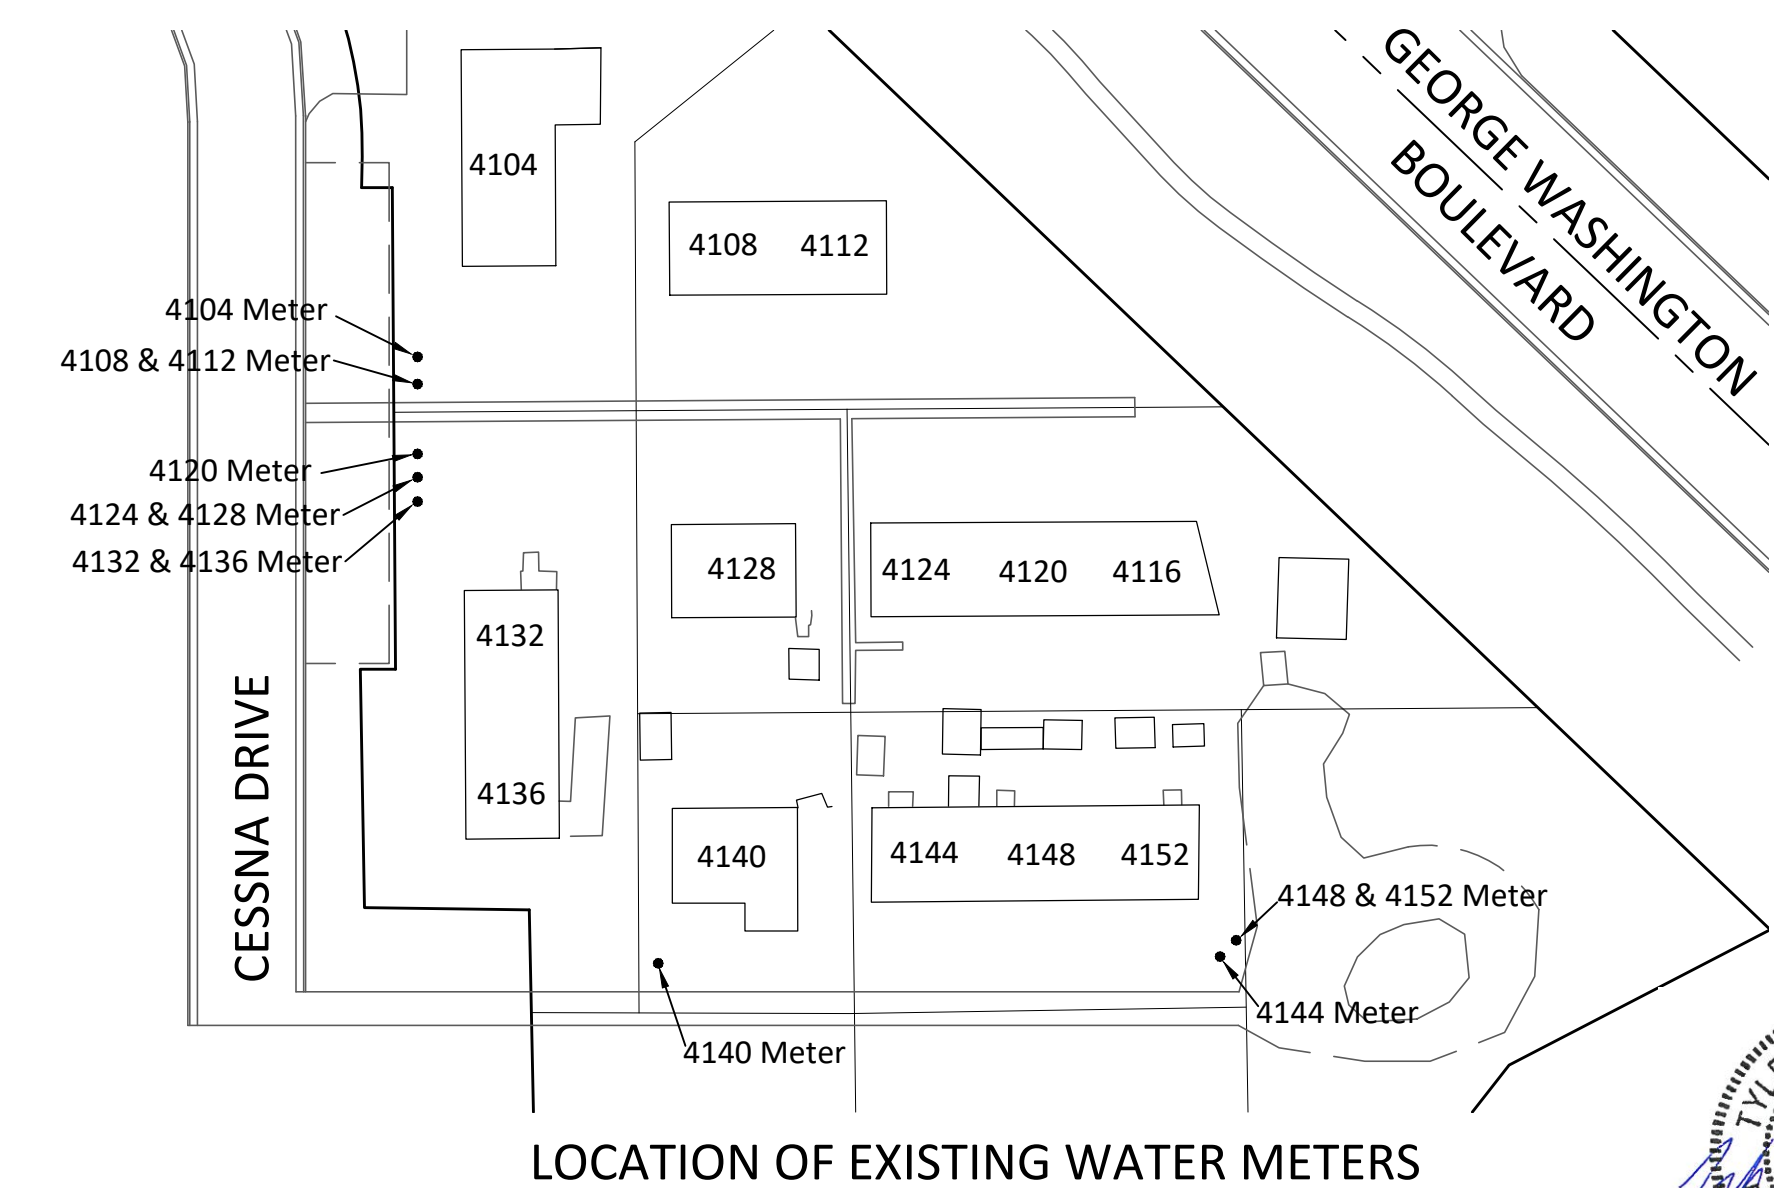 GEORGE WASHINGTON
BOULEVARD
4104
4108 4112
4104 Meter
4108 & 4112 Meter
4120 Meter
4124 & 4128 Meter
4132 & 4136 Meter
4128
4124 4120 4116
4132
4136
CESSNA DRIVE
4140
4144 4148 4152
4148 & 4152 Meter
4144 Meter
4140 Meter
LOCATION OF EXISTING WATER METERS